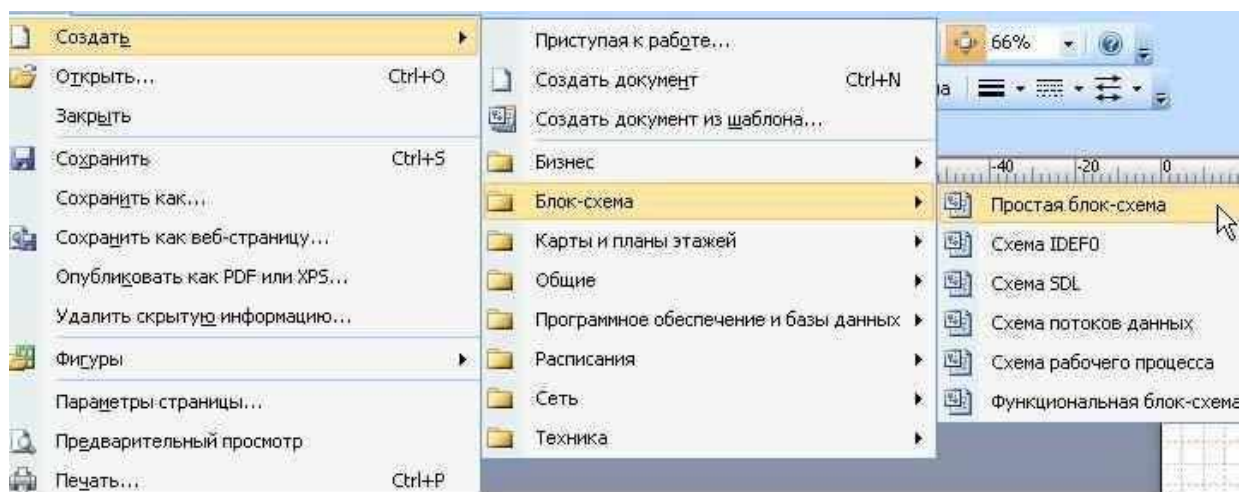 Создать
Открыть... Ctrl+O
Закрыть
Сохранить Ctrl+S
Сохранить как...
Сохранить как веб-страницу...
Опубликовать как PDF или XPS...
Удалить скрытую информацию...
Фигуры
Параметры страницы...
Предварительный просмотр
Печать... Ctrl+P
Приступая к работе...
Создать документ Ctrl+N
Создать документ из шаблона...
Бизнес
Блок-схема
Карты и планы этажей
Общие
Программное обеспечение и базы данных
Расписания
Сеть
Техника
66%
на
-40 -20 0
Простая блок-схема
Схема IDEF0
Схема SDL
Схема потоков данных
Схема рабочего процесса
Функциональная блок-схема